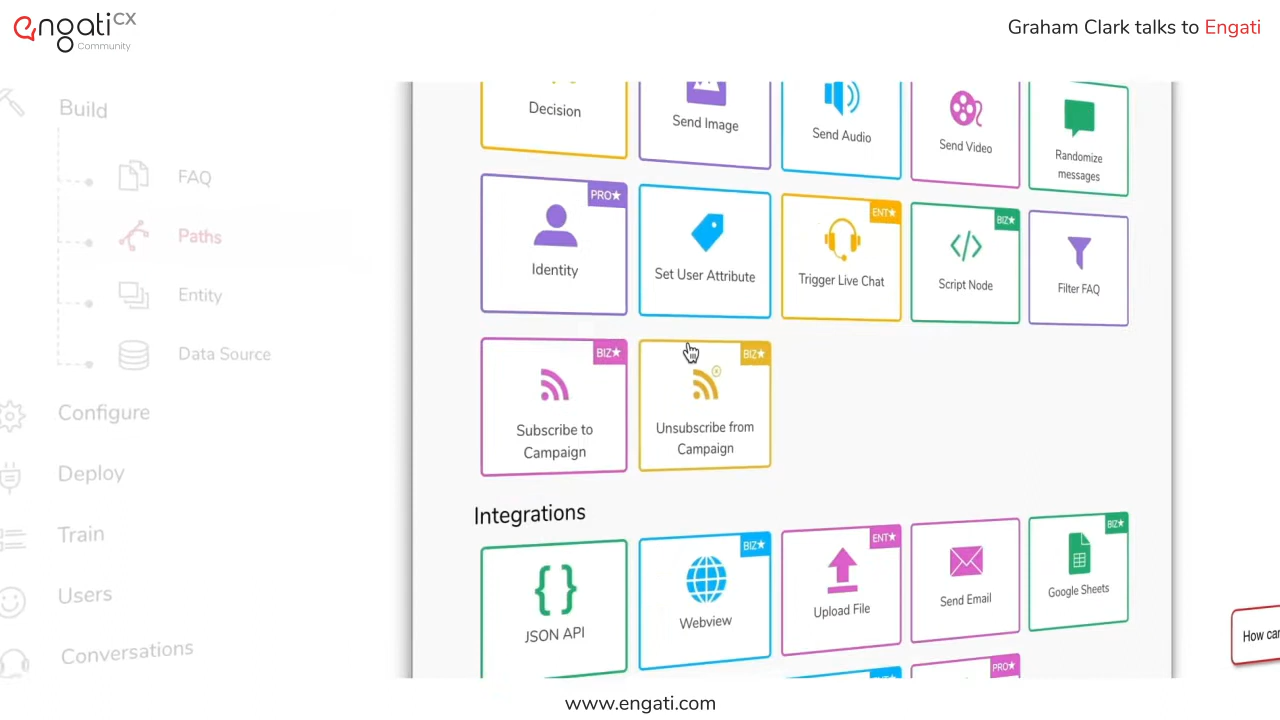 engati CX
Community
Graham Clark talks to Engati
Build
FAQ
Paths
Entity
Data Source
Configure
Deploy
Train
Users
Conversations
Decision
Send Image
Send Audio
Send Video
Randomize
messages
PRO★
Identity
Set User Attribute
ENT★
Trigger Live Chat
BIZ★
Script Node
Filter FAQ
BIZ★
Subscribe to
Campaign
BIZ★
Unsubscribe from
Campaign
Integrations
{ }
JSON API
BIZ★
Webview
ENT★
Upload File
Send Email
BIZ★
Google Sheets
PRO★
How can
www.engati.com